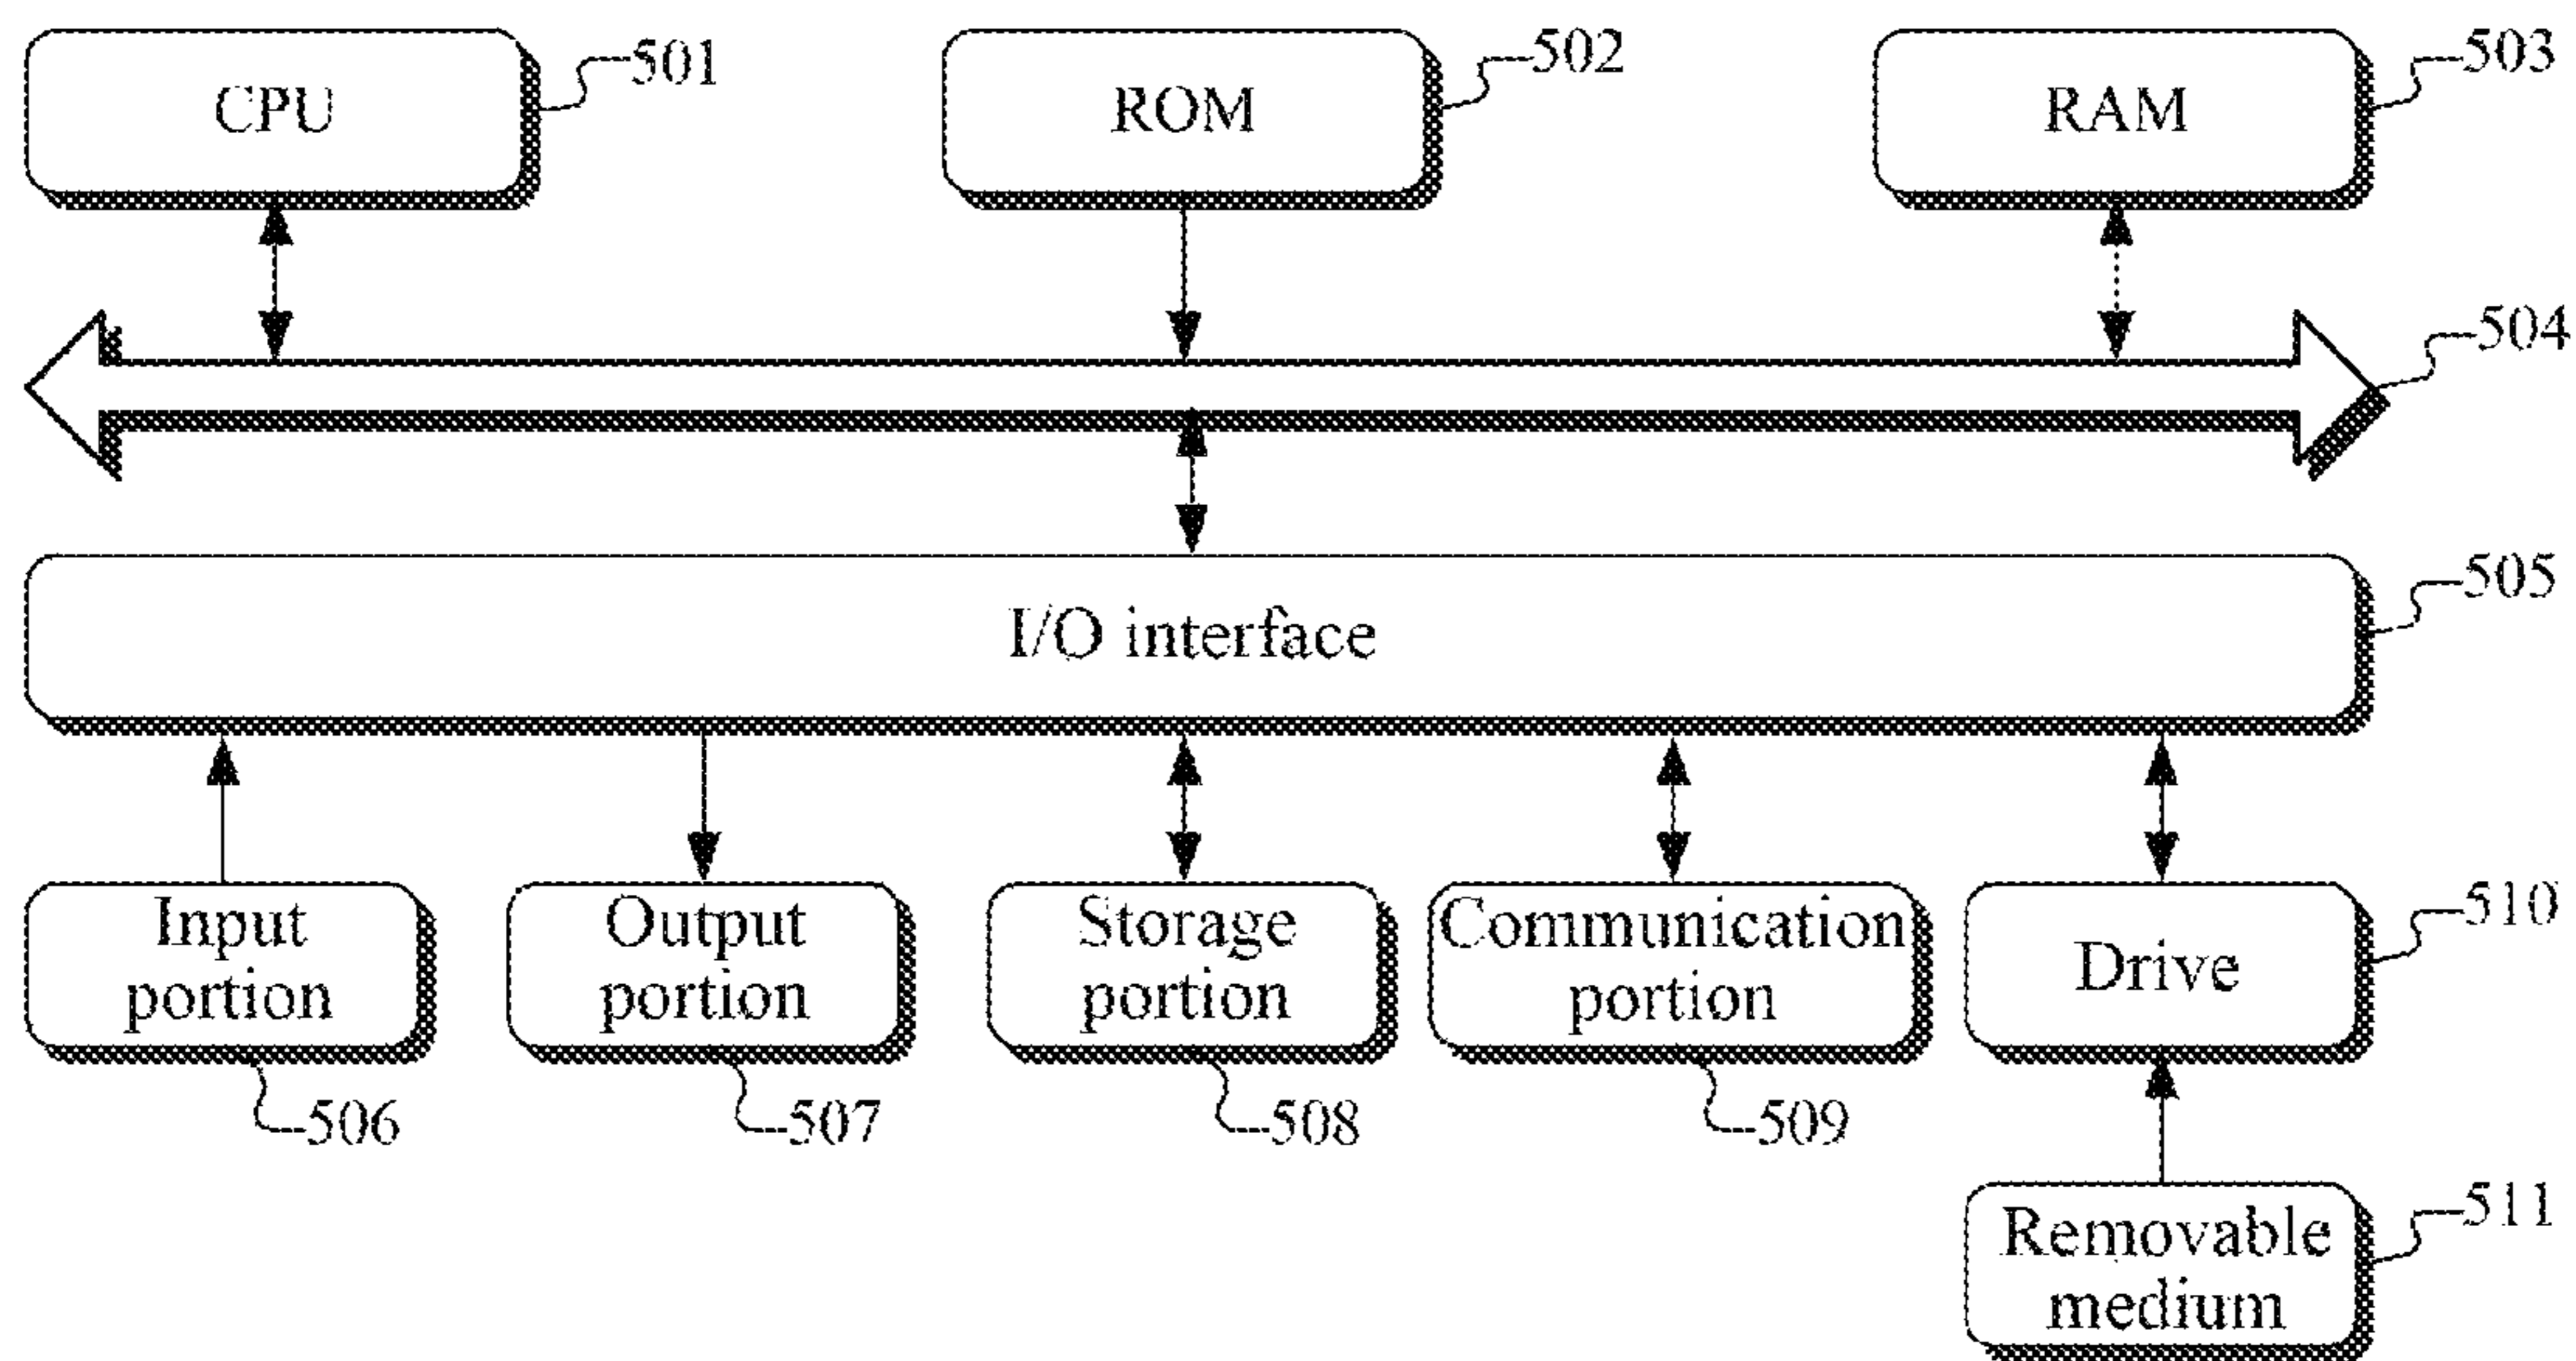 CPU
501
ROM
502
RAM
503
504
I/O interface
505
Input
portion
506
Output
portion
507
Storage
portion
508
Communication
portion
509
Drive
510
Removable
medium
511